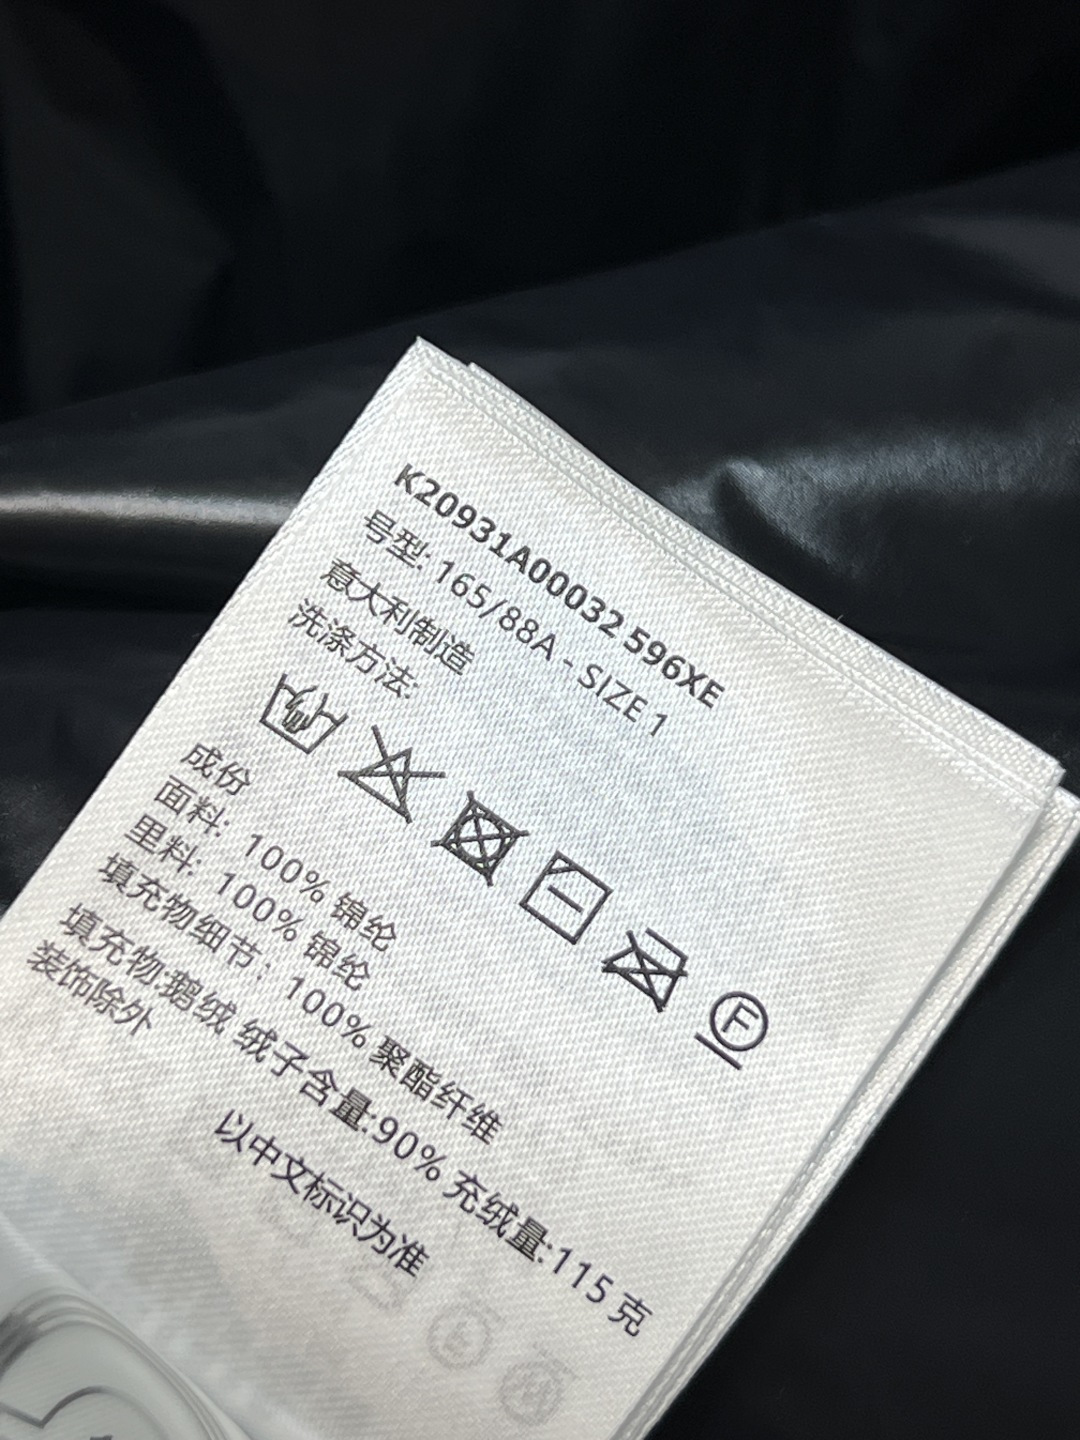 K20931A00032 596XE
号型: 165/88A - SIZE 1
意大利制造
洗涤方法:
F
成份
面料: 100% 锦纶
里料: 100% 锦纶
填充物细节: 100% 聚酯纤维
填充物:鹅绒 绒子含量:90% 充绒量:115 克
装饰除外
以中文标识为准